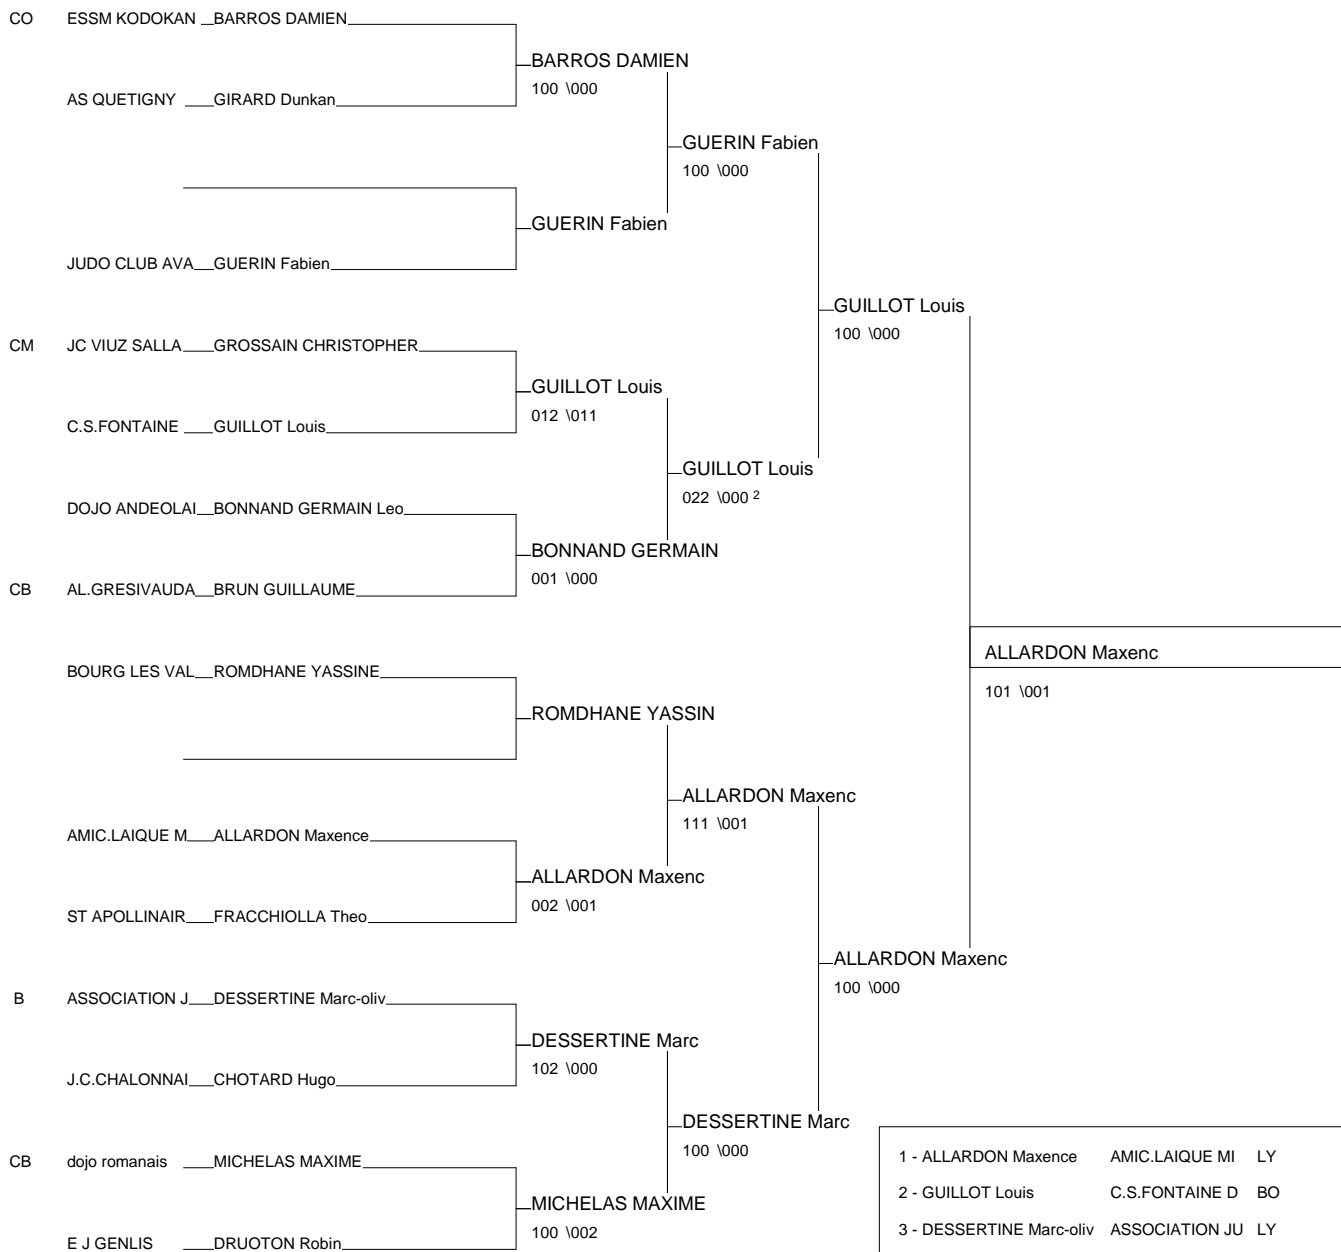 CO ESSM KODOKAN BARROS DAMIEN
BARROS DAMIEN
100 \000
AS QUETIGNY GIRARD Dunkan
GUERIN Fabien
100 \000
GUERIN Fabien
JUDO CLUB AVA GUERIN Fabien
GUILLOT Louis
100 \000
CM JC VIUZ SALLA GROSSAIN CHRISTOPHER
GUILLOT Louis
012 \011
C.S.FONTAINE GUILLOT Louis
GUILLOT Louis
022 \000 2
DOJO ANDEOLAI BONNAND GERMAIN Leo
BONNAND GERMAIN
001 \000
CB AL.GRESIVAUDA BRUN GUILLAUME
ALLARDON Maxenc
101 \001
BOURG LES VAL ROMDHANE YASSINE
ROMDHANE YASSIN
ALLARDON Maxenc
111 \001
AMIC.LAIQUE M ALLARDON Maxence
ALLARDON Maxenc
002 \001
ST APOLLINAIR FRACCHIOLLA Theo
ALLARDON Maxenc
100 \000
B ASSOCIATION J DESSERTINE Marc-oliv
DESSERTINE Marc
102 \000
J.C.CHALONNAI CHOTARD Hugo
DESSERTINE Marc
100 \000
CB dojo romanais MICHELAS MAXIME
MICHELAS MAXIME
100 \002
E J GENLIS DRUOTON Robin
1 - ALLARDON Maxence AMIC.LAIQUE MI LY
2 - GUILLOT Louis C.S.FONTAINE D BO
3 - DESSERTINE Marc-oliv ASSOCIATION JU LY